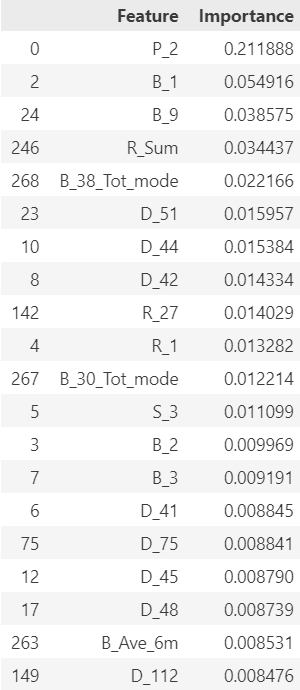 Feature Importance
0 P_2 0.211888
2 B_1 0.054916
24 B_9 0.038575
246 R_Sum 0.034437
268 B_38_Tot_mode 0.022166
23 D_51 0.015957
10 D_44 0.015384
8 D_42 0.014334
142 R_27 0.014029
4 R_1 0.013282
267 B_30_Tot_mode 0.012214
5 S_3 0.011099
3 B_2 0.009969
7 B_3 0.009191
6 D_41 0.008845
75 D_75 0.008841
12 D_45 0.008790
17 D_48 0.008739
263 B_Ave_6m 0.008531
149 D_112 0.008476